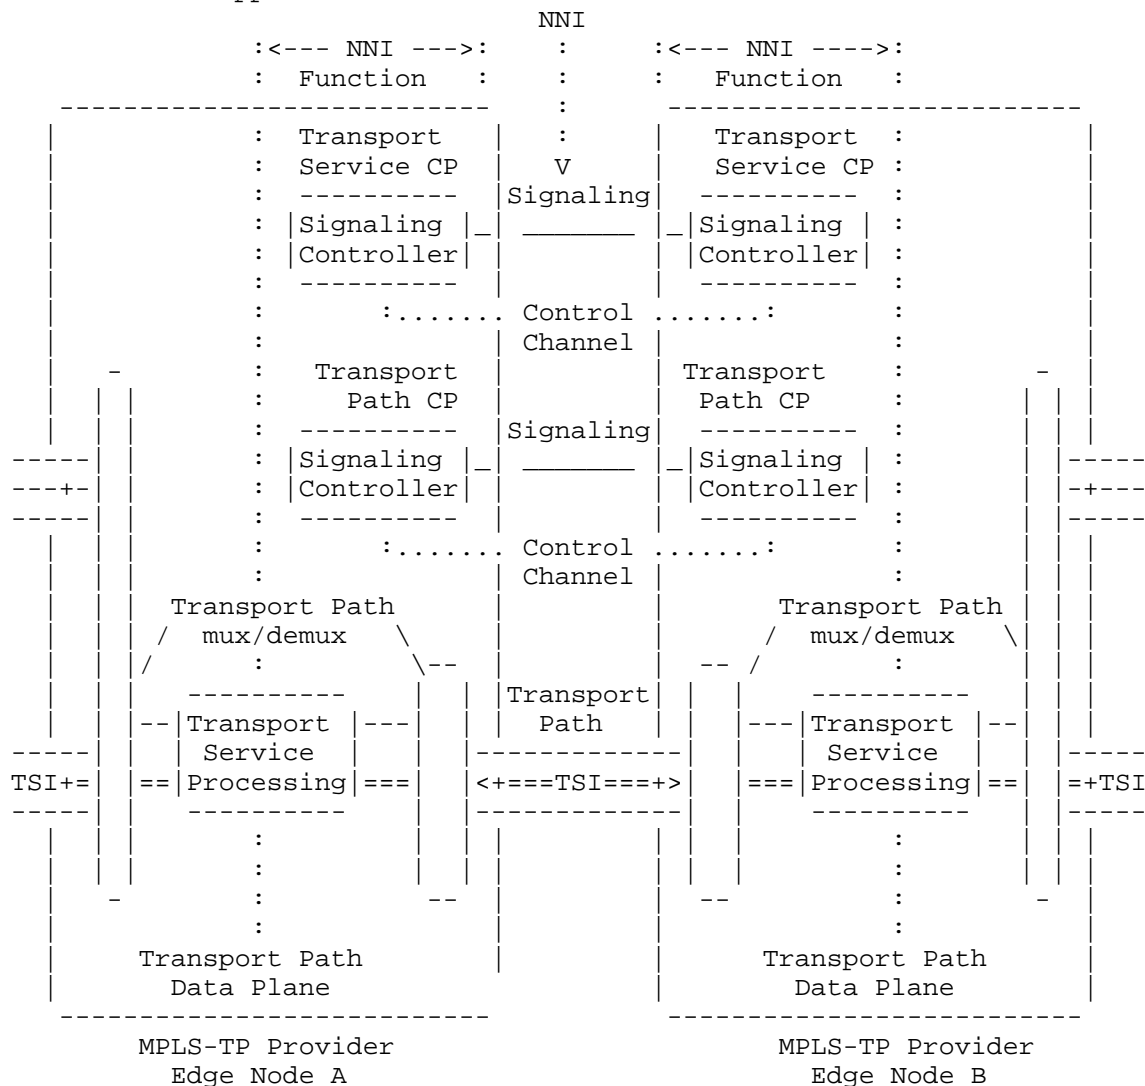 NNI
:<--- NNI --->: : :<--- NNI ---->:
: Function : : : Function :
: Transport : Transport :
: Service CP V Service CP :
Signaling
|Signaling |_| _______ |_|Signaling |
|Controller| |Controller|
:....... Control .......:
Channel
Transport Transport
Path CP Path CP
Signaling
|Signaling |_| _______ |_|Signaling |
|Controller| |Controller|
:....... Control .......:
Channel
Transport Path Transport Path
/ mux/demux \ / mux/demux \
Transport
--|Transport |---| Path |---|Transport |--
Service Service
TSI+=| |==|Processing|===| <+===TSI===+> |===|Processing|==| |=+TSI
Transport Path Transport Path
Data Plane Data Plane
MPLS-TP Provider MPLS-TP Provider
Edge Node A Edge Node B